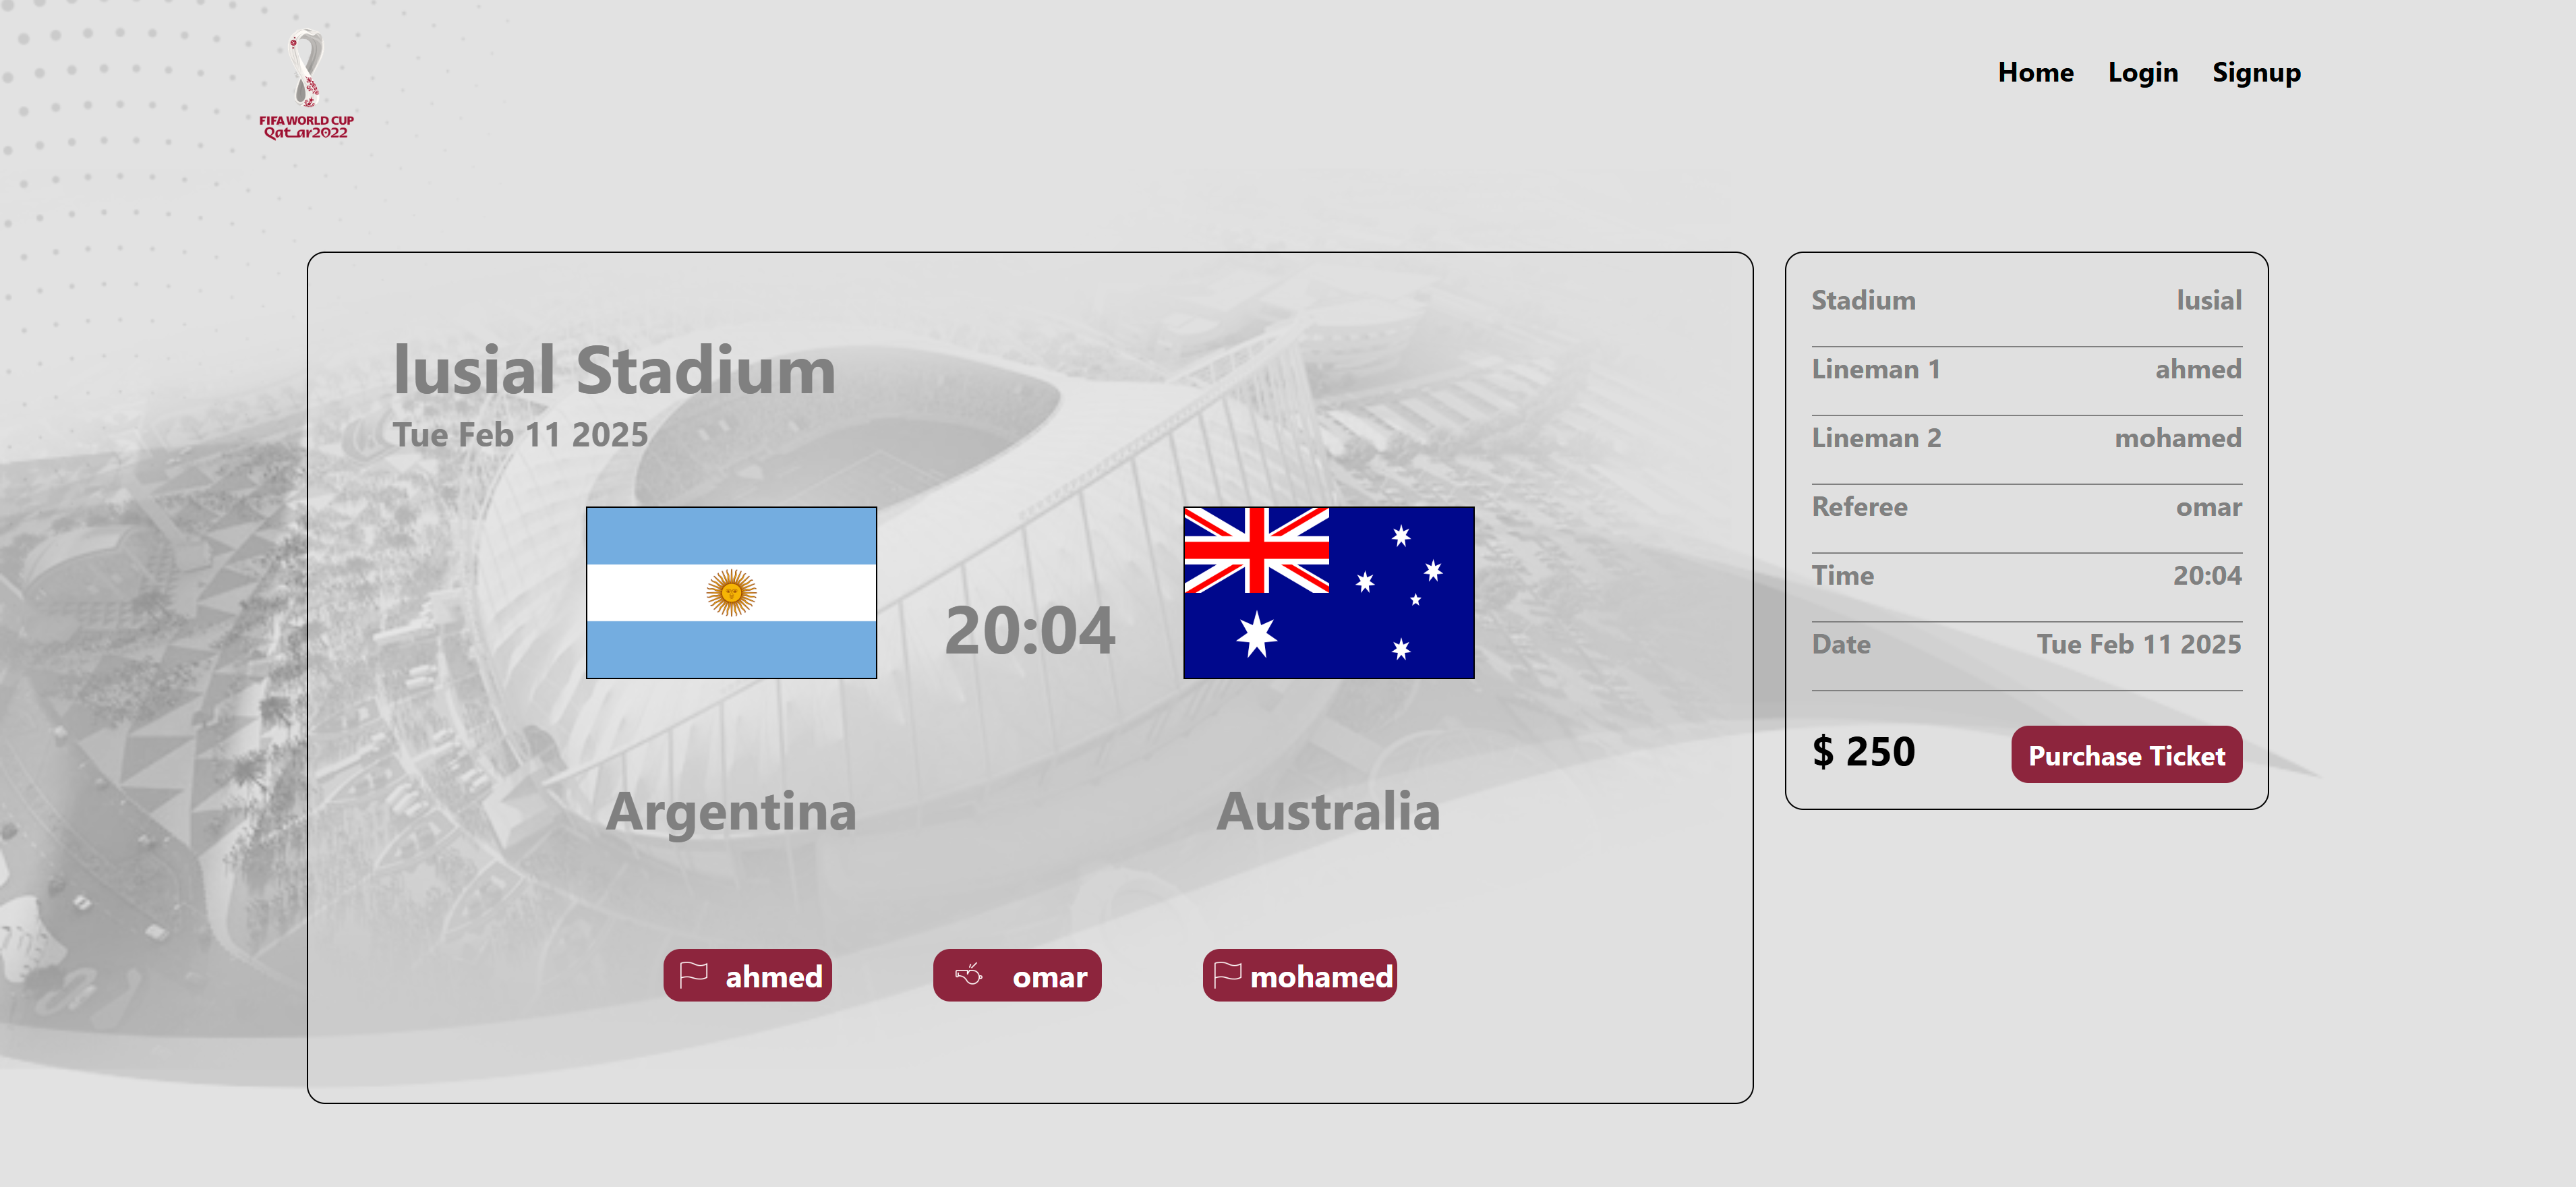 FIFA WORLD CUP
Qatar2022
Home Login Signup
lusial Stadium
Tue Feb 11 2025
20:04
Argentina Australia
ahmed omar mohamed
Stadium lusial
Lineman 1 ahmed
Lineman 2 mohamed
Referee omar
Time 20:04
Date Tue Feb 11 2025
$ 250 Purchase Ticket